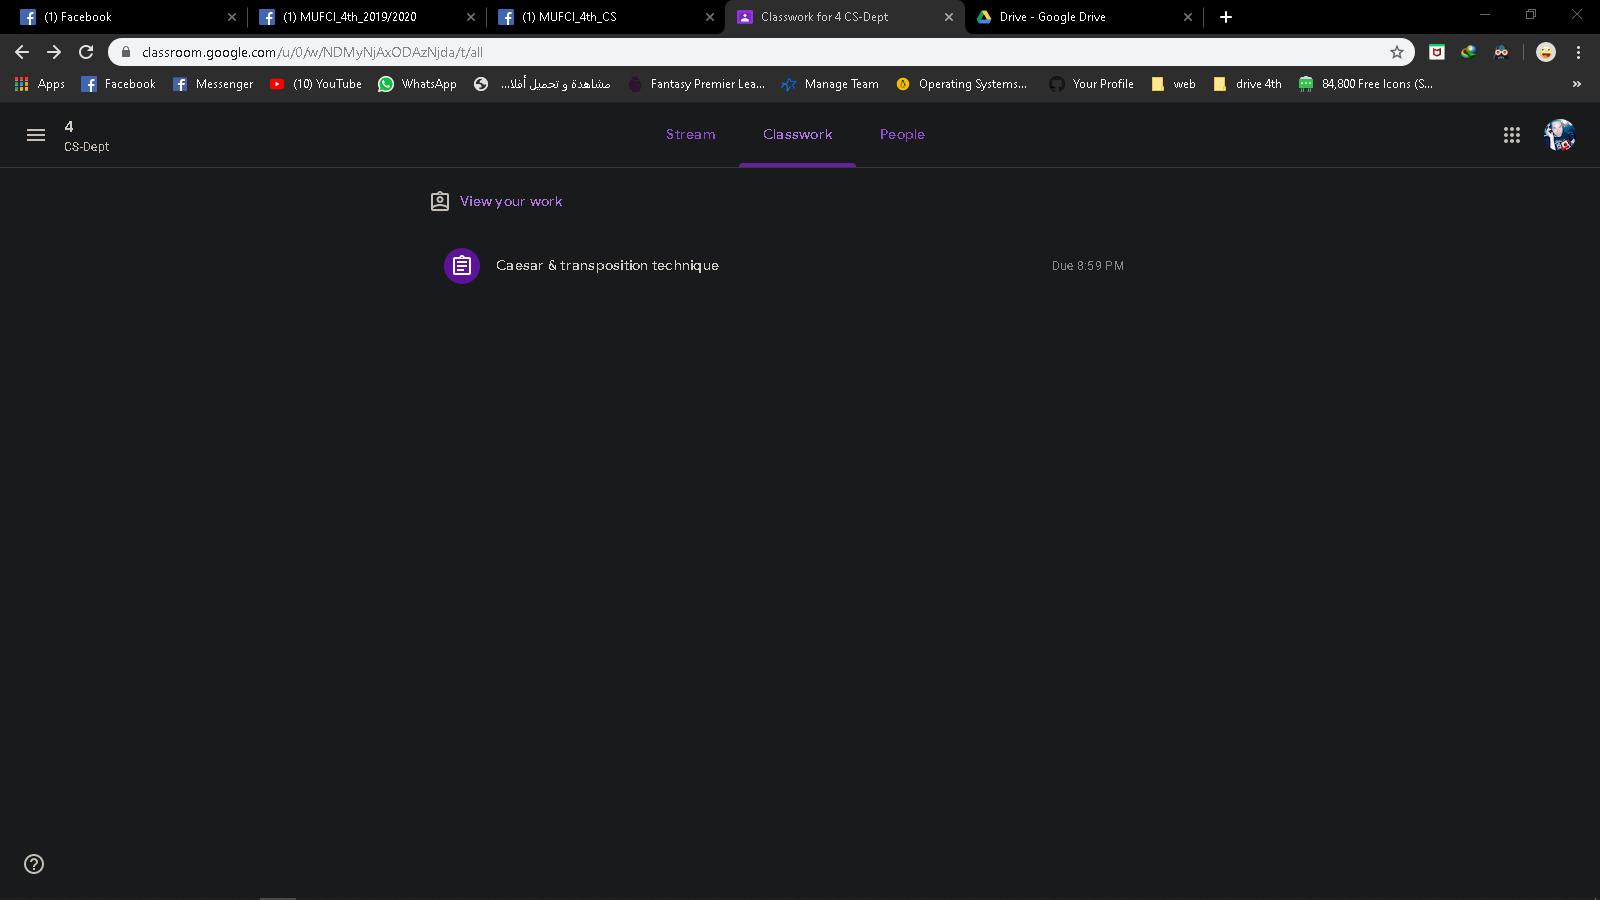 (1) Facebook
(1) MUFCI_4th_2019/2020
(1) MUFCI_4th_CS
Classwork for 4 CS-Dept
Drive - Google Drive
classroom.google.com/u/0/w/NDMyNjAxODAzNjda/t/all
Apps
Facebook
Messenger
(10) YouTube
WhatsApp
مشاهدة و تحميل أفلا...
Fantasy Premier Lea...
Manage Team
Operating Systems...
Your Profile
web
drive 4th
84,800 Free Icons (S...
»
4
CS-Dept
Stream
Classwork
People
View your work
Caesar & transposition technique
Due 8:59 PM